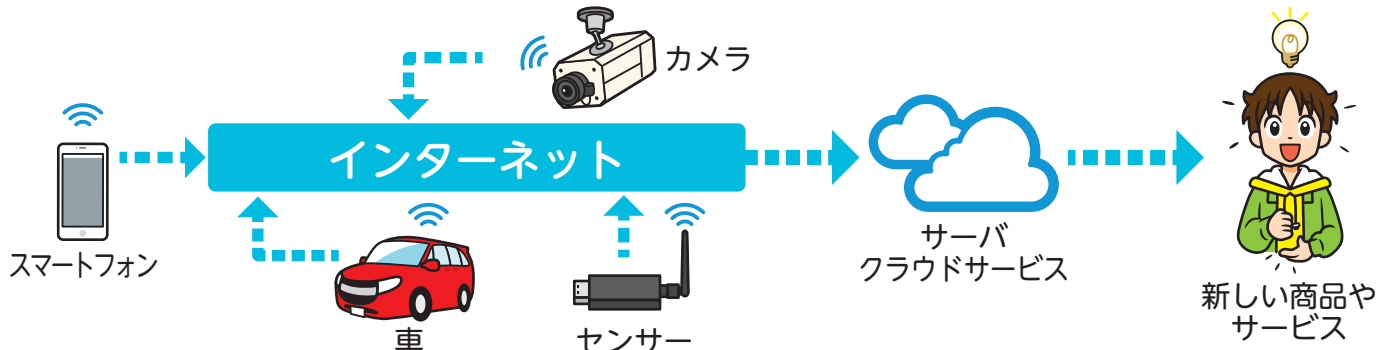 カメラ
インターネット
スマートフォン
車
センサー
サーバ
クラウドサービス
新しい商品や
サービス